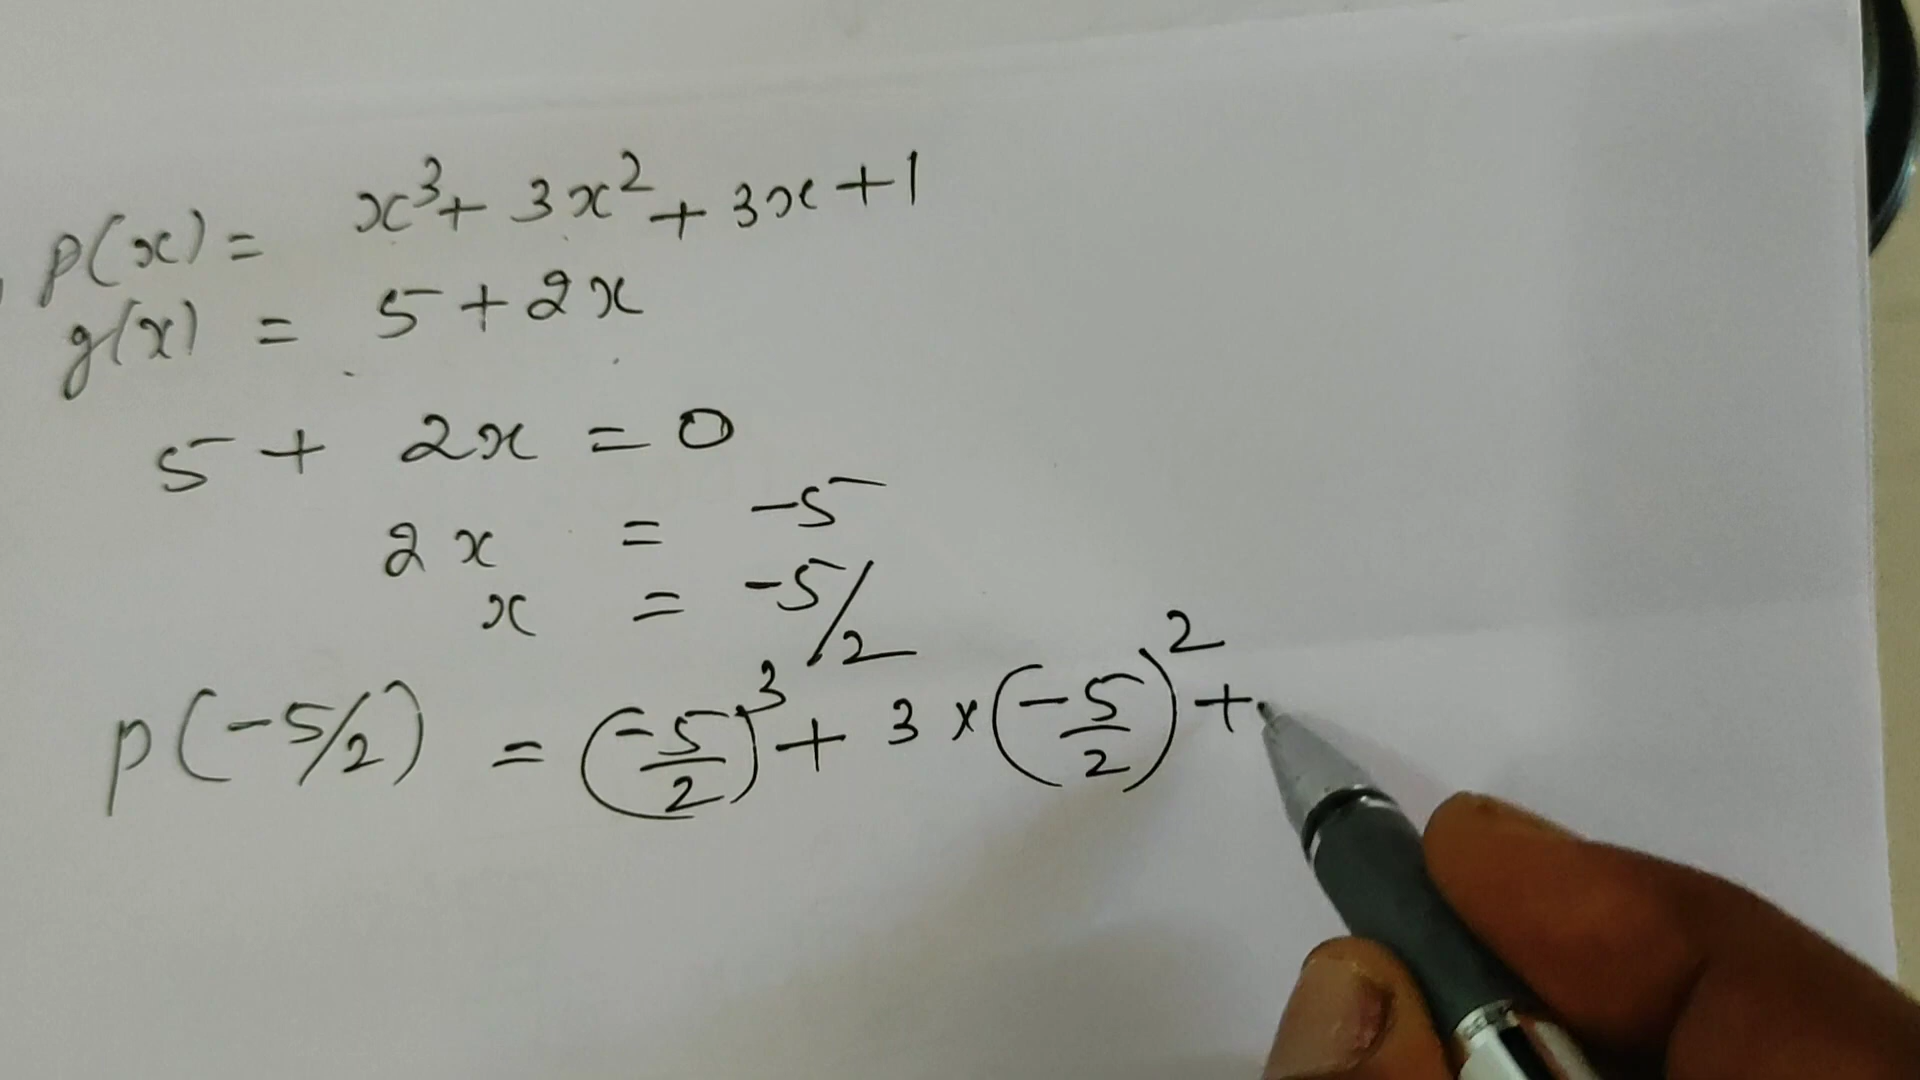 p(x) = x³ + 3x² + 3x + 1
g(x) = 5 + 2x
5 + 2x = 0
2x = -5
x = -5/2
p(-5/2) = (-5/2)³ + 3 × (-5/2)² +